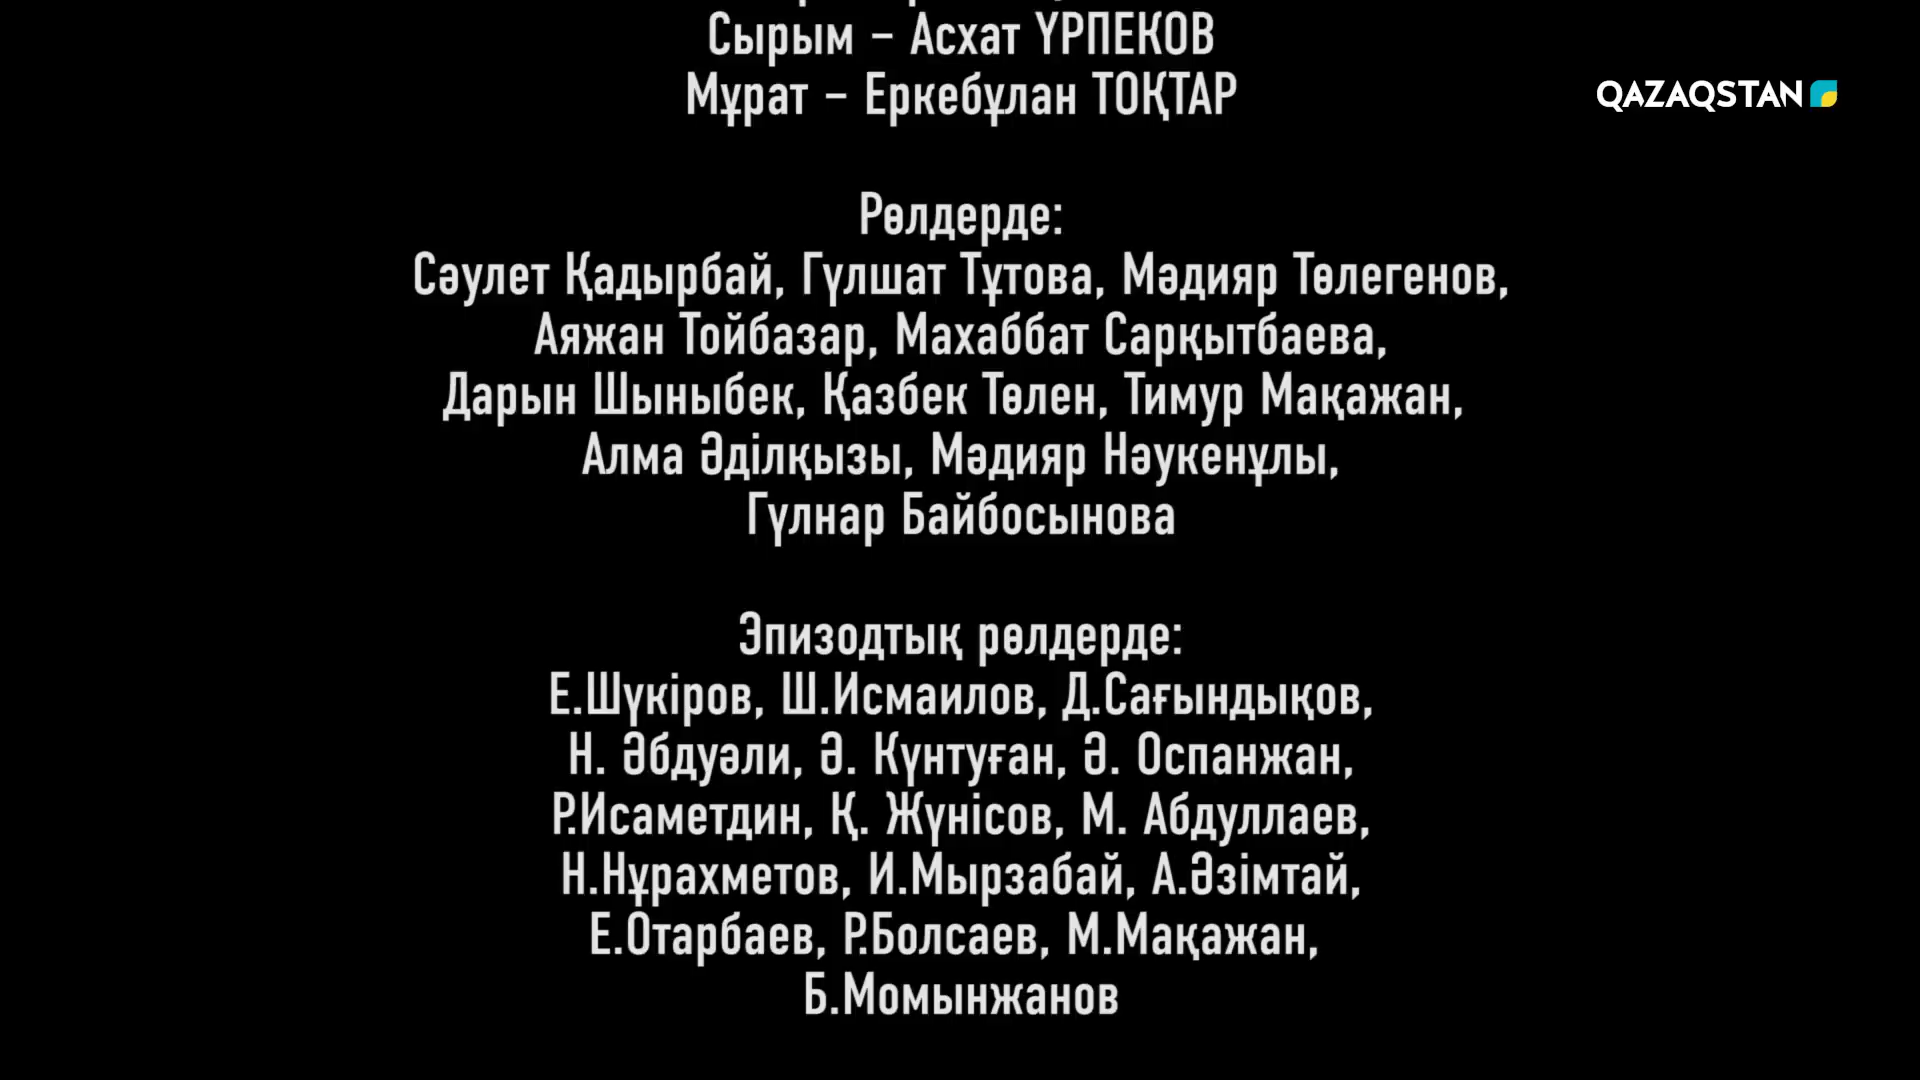 Сырым – Асхат ҮРПЕКОВ
Мұрат – Еркебұлан ТОҚТАР
QAZAQSTAN
Рөлдерде:
Сәулет Қадырбай, Гүлшат Тұтова, Мәдияр Төлегенов,
Аяжан Тойбазар, Махаббат Сарқытбаева,
Дарын Шыныбек, Қазбек Төлен, Тимур Мақажан,
Алма Әділқызы, Мәдияр Нәукенұлы,
Гүлнар Байбосынова
Эпизодтық рөлдерде:
Е.Шүкіров, Ш.Исмаилов, Д.Сағындықов,
Н. Әбдуәли, Ә. Күнтуған, Ә. Оспанжан,
Р.Исаметдин, Қ. Жүнісов, М. Абдуллаев,
Н.Нұрахметов, И.Мырзабай, А.Әзімтай,
Е.Отарбаев, Р.Болсаев, М.Мақажан,
Б.Момынжанов